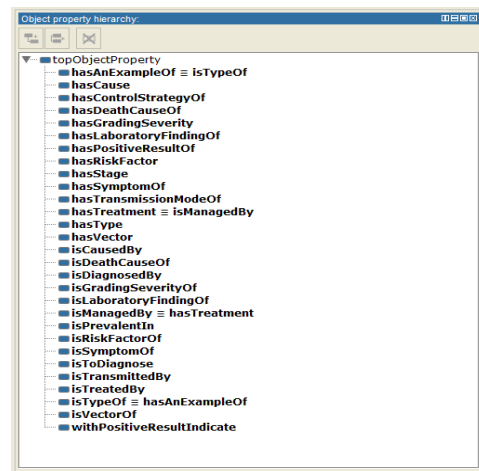 Object property hierarchy:
topObjectProperty
hasAnExampleOf ≡ isTypeOf
hasCause
hasControlStrategyOf
hasDeathCauseOf
hasGradingSeverity
hasLaboratoryFindingOf
hasPositiveResultOf
hasRiskFactor
hasStage
hasSymptomOf
hasTransmissionModeOf
hasTreatment ≡ isManagedBy
hasType
hasVector
isCausedBy
isDeathCauseOf
isDiagnosedBy
isGradingSeverityOf
isLaboratoryFindingOf
isManagedBy ≡ hasTreatment
isPrevalentIn
isRiskFactorOf
isSymptomOf
isToDiagnose
isTransmittedBy
isTreatedBy
isTypeOf ≡ hasAnExampleOf
isVectorOf
withPositiveResultIndicate